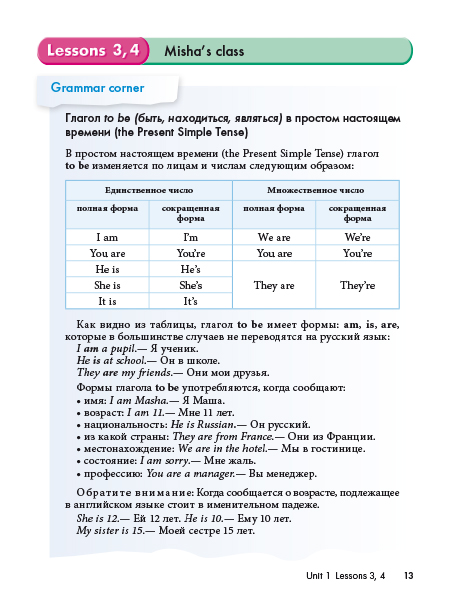 Lessons 3, 4 Misha's class
Grammar corner
Глагол to be (быть, находиться, являться) в простом настоящем
времени (the Present Simple Tense)
В простом настоящем времени (the Present Simple Tense) глагол
to be изменяется по лицам и числам следующим образом:
Единственное число Множественное число
полная форма сокращенная форма полная форма сокращенная форма
I am I'm We are We're
You are You're You are You're
He is He's
She is She's They are They're
It is It's
Как видно из таблицы, глагол to be имеет формы: am, is, are,
которые в большинстве случаев не переводятся на русский язык:
I am a pupil.— Я ученик.
He is at school.— Он в школе.
They are my friends.— Они мои друзья.
Формы глагола to be употребляются, когда сообщают:
• имя: I am Masha.— Я Маша.
• возраст: I am 11.— Мне 11 лет.
• национальность: He is Russian.— Он русский.
• из какой страны: They are from France.— Они из Франции.
• местонахождение: We are in the hotel.— Мы в гостинице.
• состояние: I am sorry.— Мне жаль.
• профессию: You are a manager.— Вы менеджер.
Обратите внимание: Когда сообщается о возрасте, подлежащее
в английском языке стоит в именительном падеже.
She is 12.— Ей 12 лет. He is 10.— Ему 10 лет.
My sister is 15.— Моей сестре 15 лет.
Unit 1 Lessons 3, 4 13